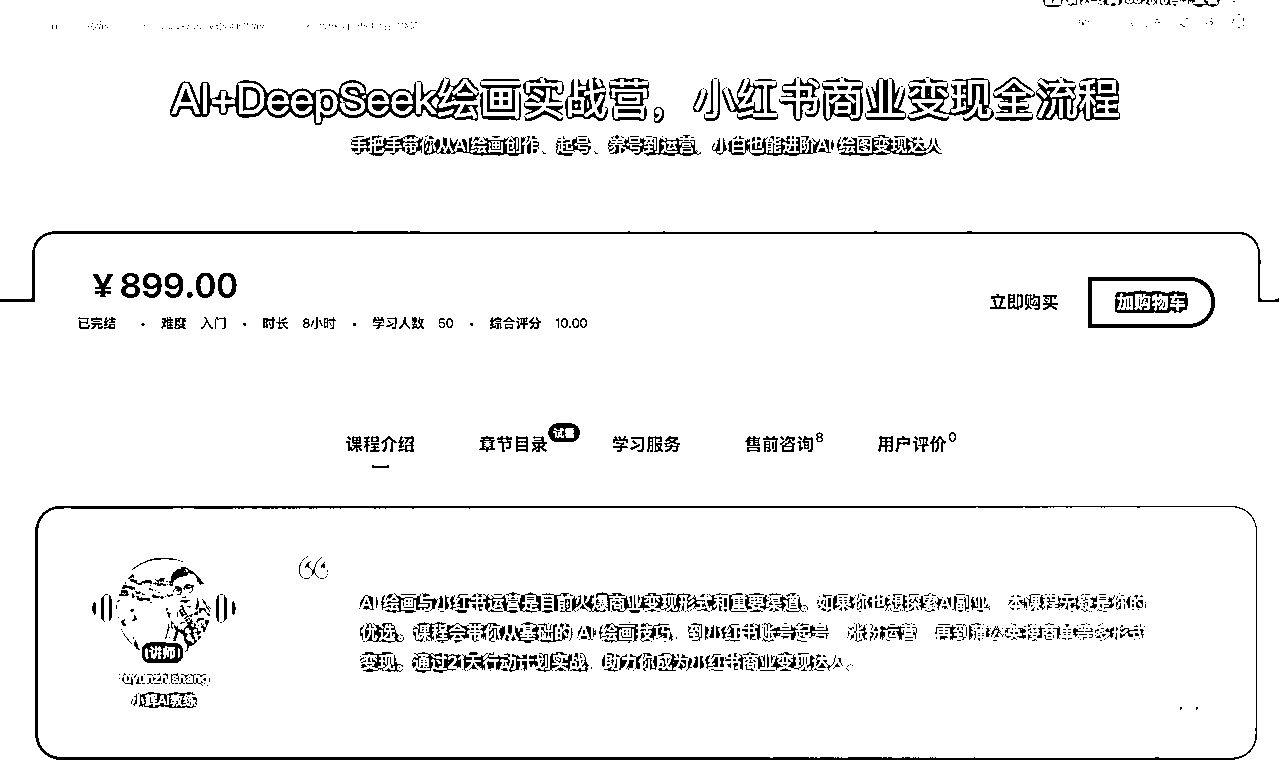 AI+DeepSeek绘画实战营，小红书商业变现全流程
手把手带你从AI绘画创作、起号、养号到运营、小白也能进阶AI 绘图变现达人
￥899.00
已完结 · 难度 入门 · 时长 8小时 · 学习人数 50 · 综合评分 10.00
立即购买
加购物车
课程介绍
章节目录
试看
学习服务
售前咨询8
用户评价0
AI 绘画与小红书运营是目前火爆商业变现形式和重要渠道。如果你也想探索AI副业 本课程无疑是你的
优选。课程会带你从基础的 AI 绘画技巧、到小红书账号起号 涨粉运营 再到蒲公英接商单等多形式
变现。通过21天行动计划实战、助力你成为小红书商业变现达人。
讲师
小辉AI教练